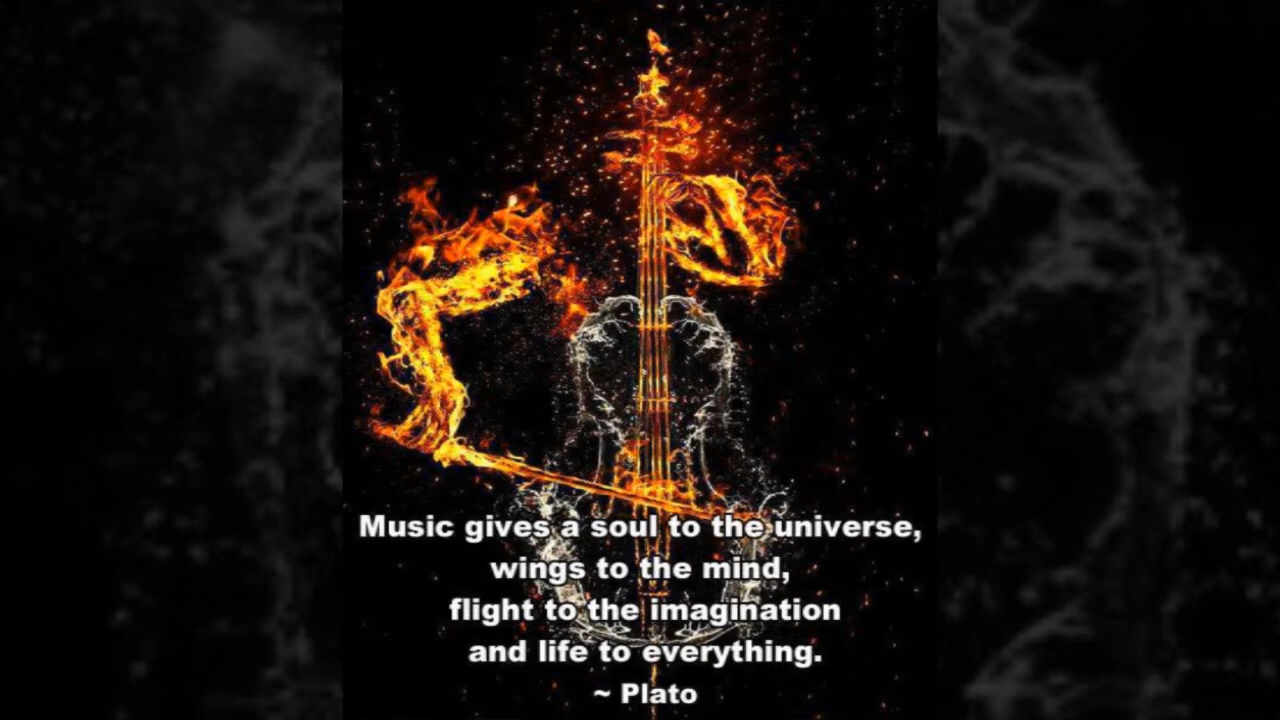 Music gives a soul to the universe,
wings to the mind,
flight to the imagination
and life to everything.
~ Plato